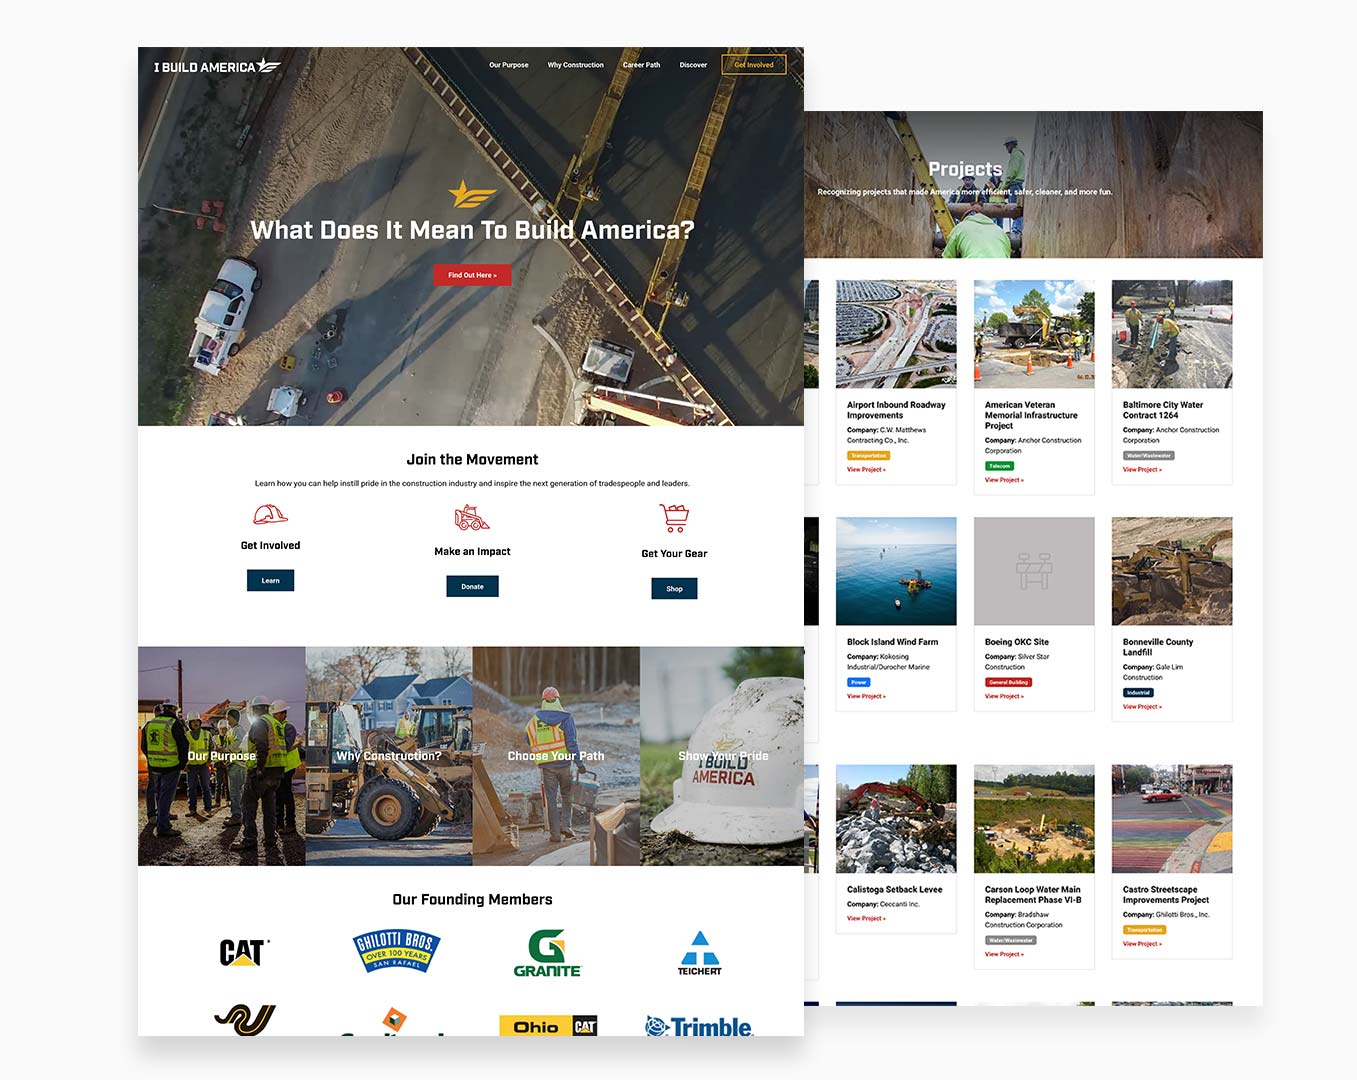 I BUILD AMERICA
Our Purpose
Why Construction
Career Path
Discover
Get Involved
What Does It Mean To Build America?
Find Out Here »
Join the Movement
Learn how you can help instill pride in the construction industry and inspire the next generation of tradespeople and leaders.
Get Involved
Learn
Make an Impact
Donate
Get Your Gear
Shop
Our Purpose
Why Construction?
Choose Your Path
Show Your Pride
I BUILD
AMERICA
Our Founding Members
CAT
GHILOTTI BROS.
OVER 100 YEARS
SAN RAFAEL
GRANITE
TEICHERT
Ohio CAT
Trimble
Projects
Recognizing projects that made America more efficient, safer, cleaner, and more fun.
Airport Inbound Roadway
Improvements
Company: C.W. Matthews
Contracting Co., Inc.
Transportation
View Project »
American Veteran
Memorial Infrastructure
Project
Company: Anchor Construction
Corporation
Telecom
View Project »
Baltimore City Water
Contract 1264
Company: Anchor Construction
Corporation
Water/Wastewater
View Project »
Block Island Wind Farm
Company: Kokosing
Industrial/Durocher Marine
Power
View Project »
Boeing OKC Site
Company: Silver Star
Construction
General Building
View Project »
Bonneville County
Landfill
Company: Gale Lim
Construction
Industrial
View Project »
Calistoga Setback Levee
Company: Ceccanti Inc.
View Project »
Carson Loop Water Main
Replacement Phase VI-B
Company: Bradshaw
Construction Corporation
Water/Wastewater
View Project »
Castro Streetscape
Improvements Project
Company: Ghilotti Bros., Inc.
Transportation
View Project »